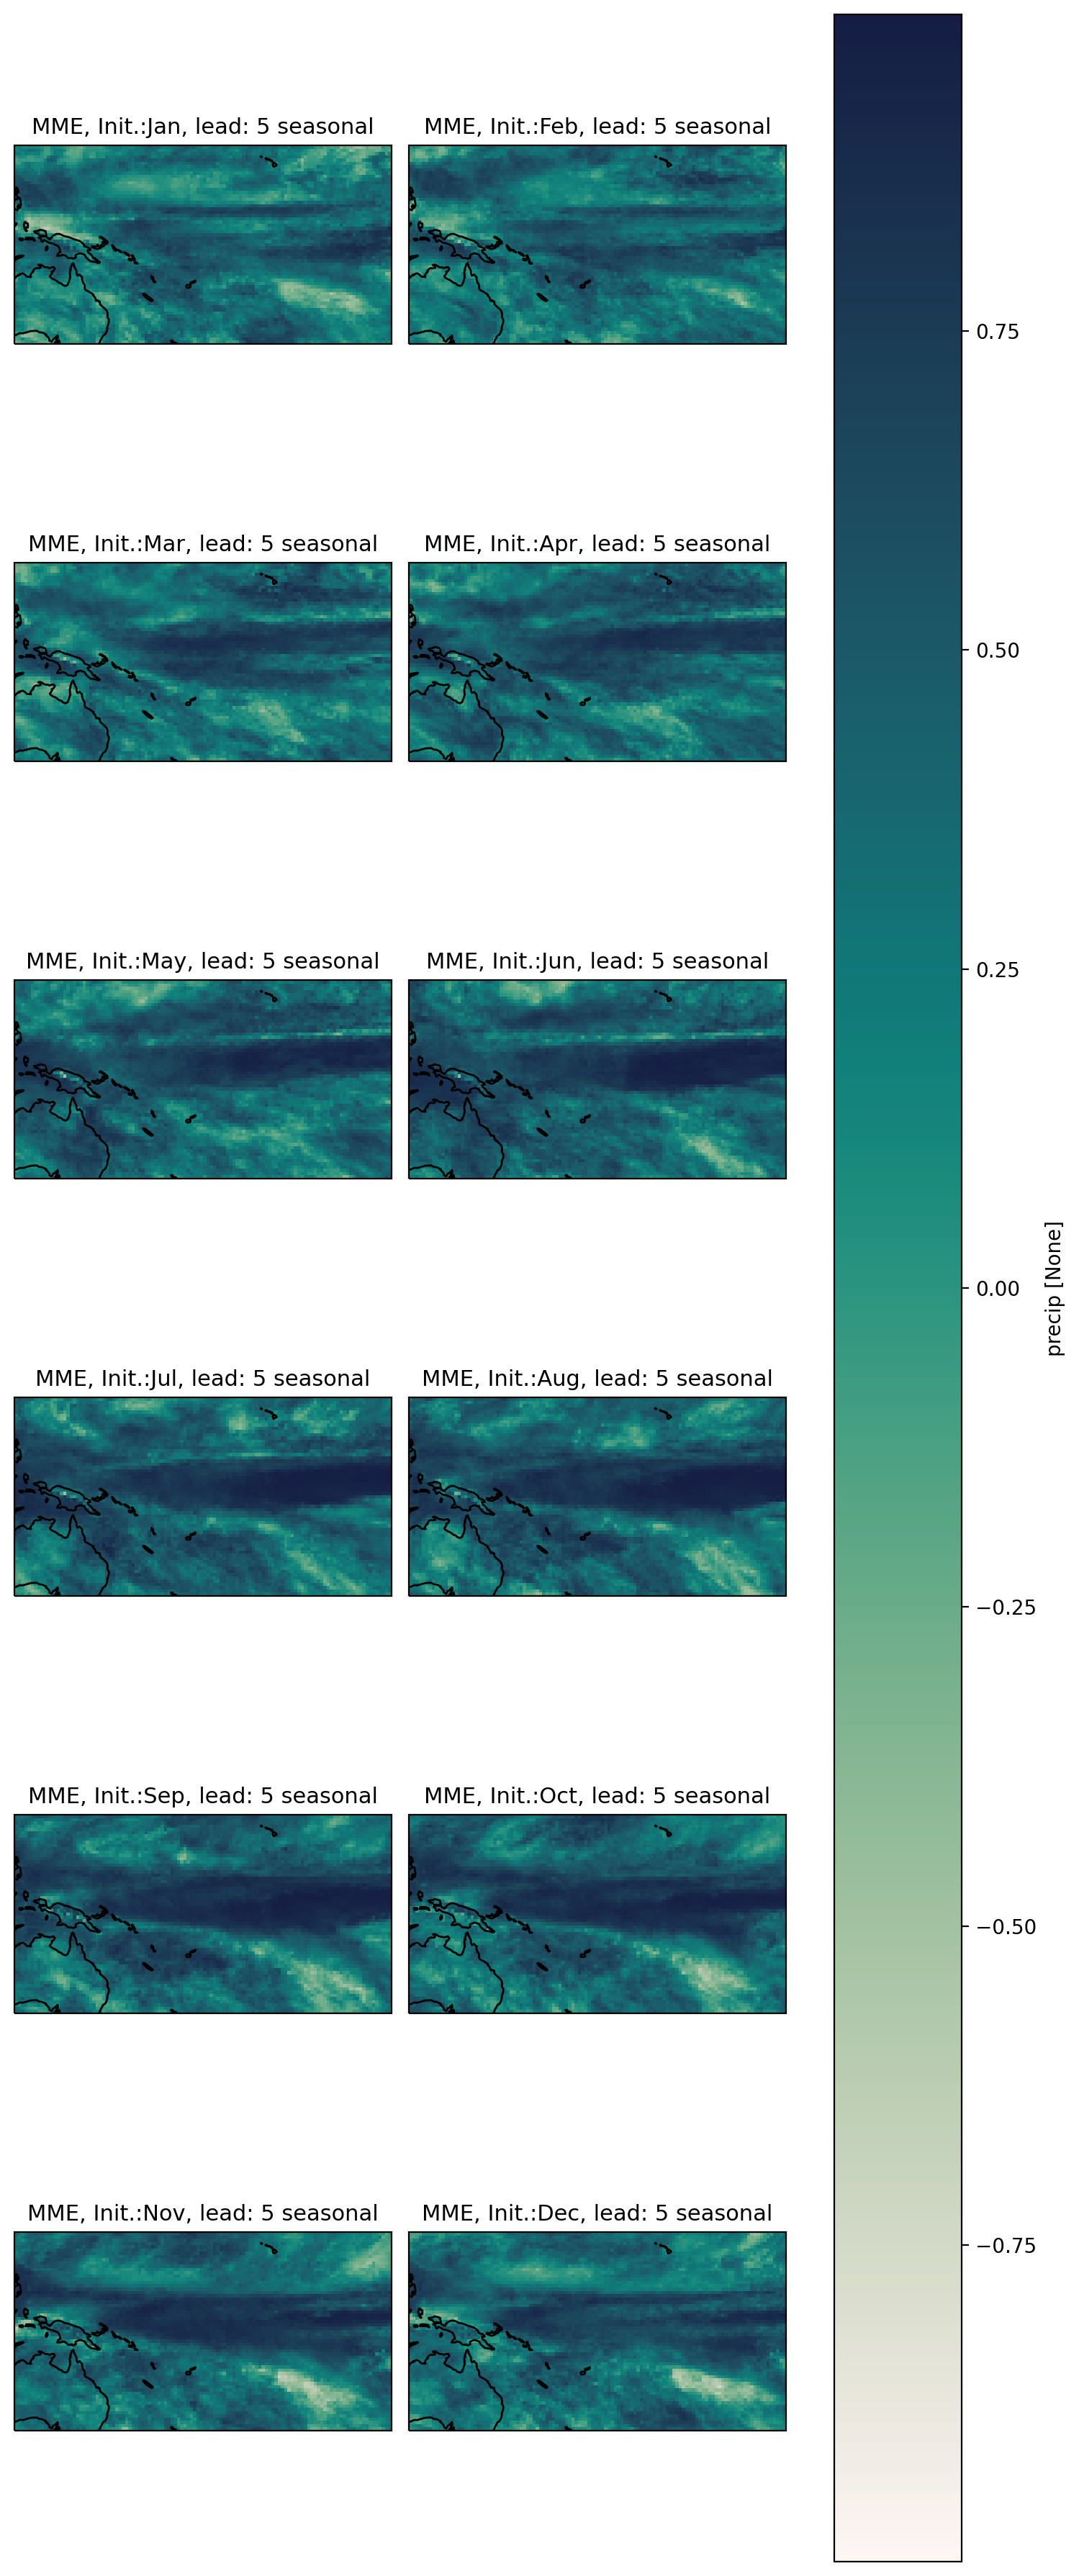 MME, Init.:Jan, lead: 5 seasonal
MME, Init.:Feb, lead: 5 seasonal
MME, Init.:Mar, lead: 5 seasonal
MME, Init.:Apr, lead: 5 seasonal
MME, Init.:May, lead: 5 seasonal
MME, Init.:Jun, lead: 5 seasonal
MME, Init.:Jul, lead: 5 seasonal
MME, Init.:Aug, lead: 5 seasonal
MME, Init.:Sep, lead: 5 seasonal
MME, Init.:Oct, lead: 5 seasonal
MME, Init.:Nov, lead: 5 seasonal
MME, Init.:Dec, lead: 5 seasonal
0.75
0.50
0.25
0.00
−0.25
−0.50
−0.75
precip [None]